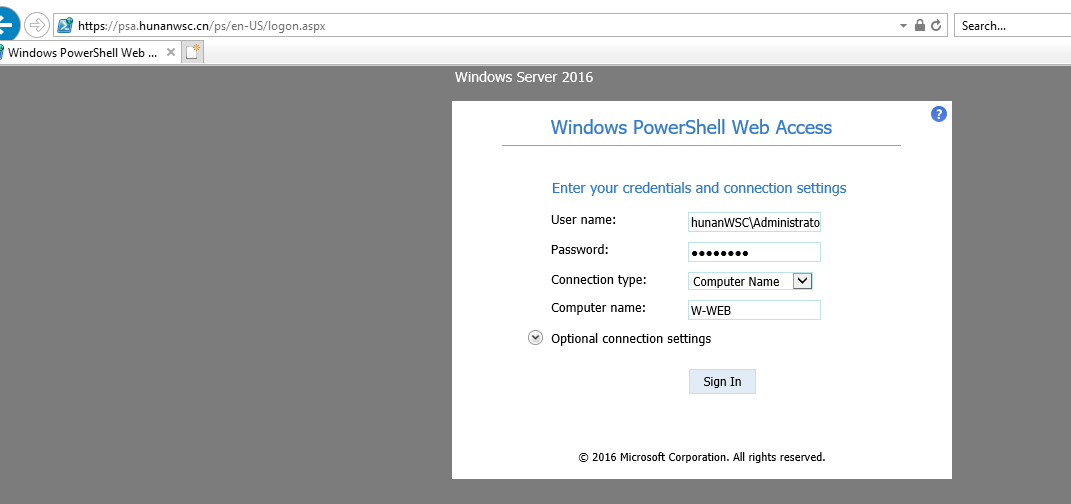 https://psa.hunanwsc.cn/ps/en-US/logon.aspx
Search...
Windows PowerShell Web ...
Windows Server 2016
?
Windows PowerShell Web Access
Enter your credentials and connection settings
User name: hunanWSC\Administrato
Password: ●●●●●●●●
Connection type: Computer Name
Computer name: W-WEB
Optional connection settings
Sign In
© 2016 Microsoft Corporation. All rights reserved.